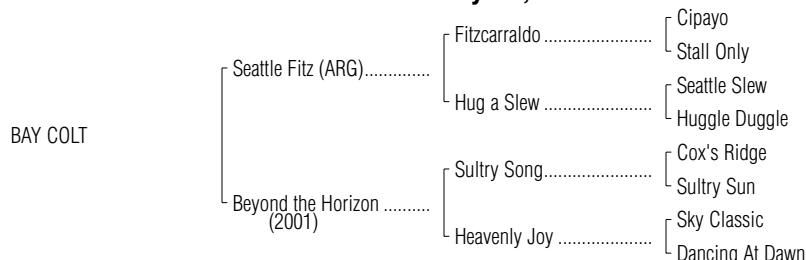 Cipayo
Fitzcarraldo ........................
Stall Only
Seattle Fitz (ARG)..............
Seattle Slew
Hug a Slew ........................
Huggle Duggle
BAY COLT
Cox's Ridge
Sultry Song........................
Sultry Sun
Beyond the Horizon ..........
(2001)
Sky Classic
Heavenly Joy .....................
Dancing At Dawn